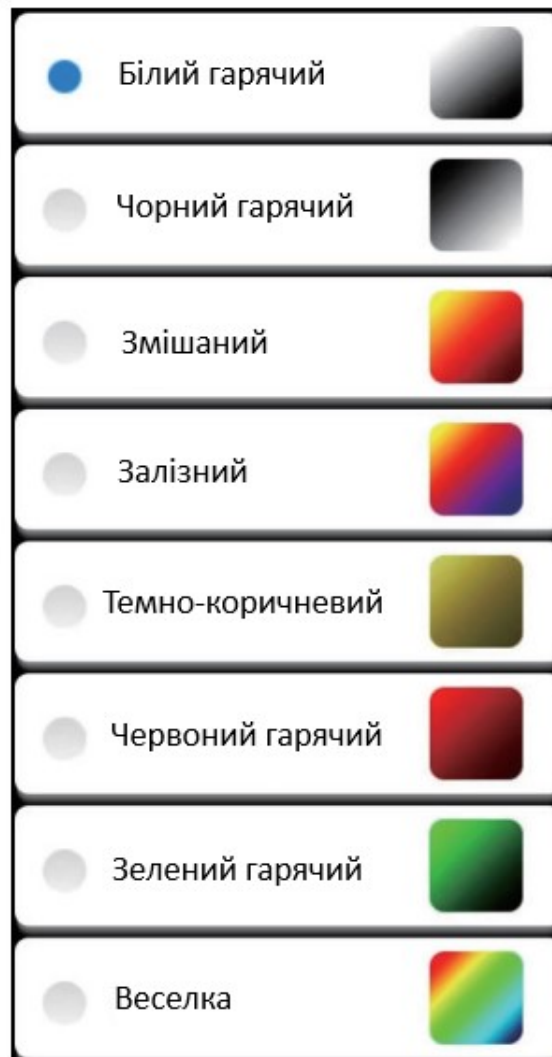 Білий гарячий
Чорний гарячий
Змішаний
Залізний
Темно-коричневий
Червоний гарячий
Зелений гарячий
Веселка